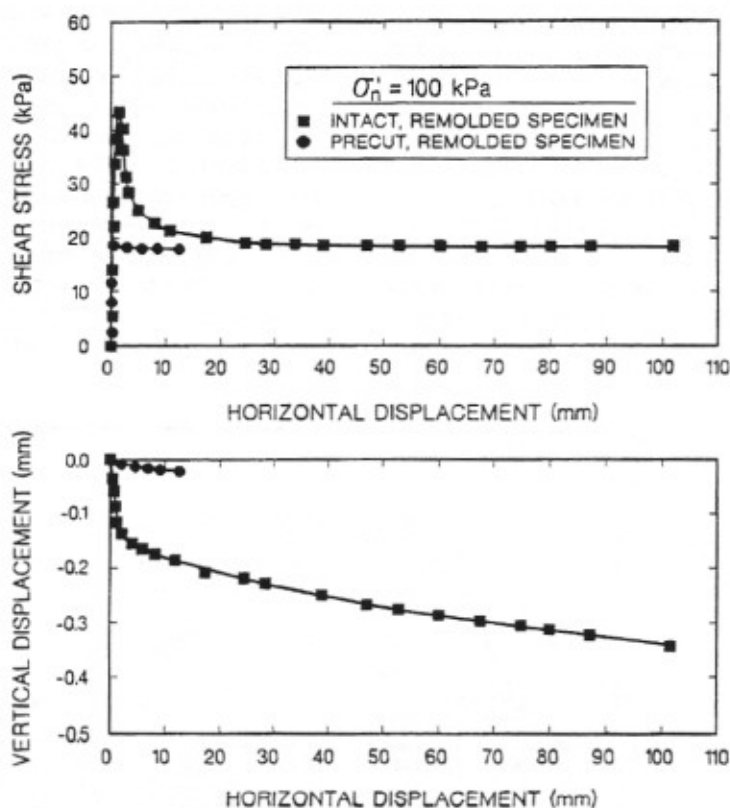 60
50
40
30
20
10
0
SHEAR STRESS (kPa)
σ'n = 100 kPa
■ INTACT, REMOLDED SPECIMEN
● PRECUT, REMOLDED SPECIMEN
0 10 20 30 40 50 60 70 80 90 100 110
HORIZONTAL DISPLACEMENT (mm)
0.0
-0.1
-0.2
-0.3
-0.4
-0.5
VERTICAL DISPLACEMENT (mm)
0 10 20 30 40 50 60 70 80 90 100 110
HORIZONTAL DISPLACEMENT (mm)